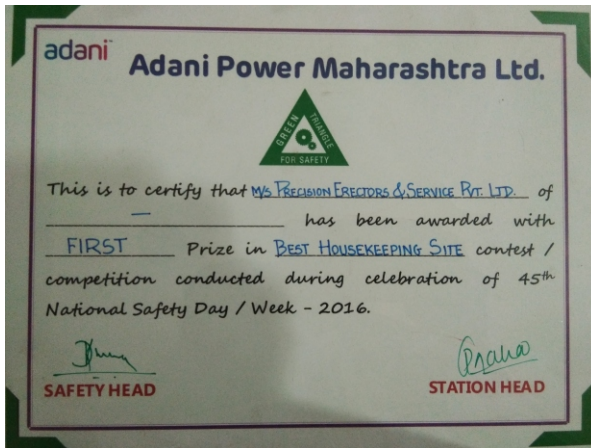 adani
Adani Power Maharashtra Ltd.
GREEN TRIANGLE
FOR SAFETY
This is to certify that M/S PRECISION ERECTORS & SERVICE PVT. LTD. of
— has been awarded with
FIRST Prize in BEST HOUSEKEEPING SITE contest /
competition conducted during celebration of 45th
National Safety Day / Week - 2016.
SAFETY HEAD
STATION HEAD